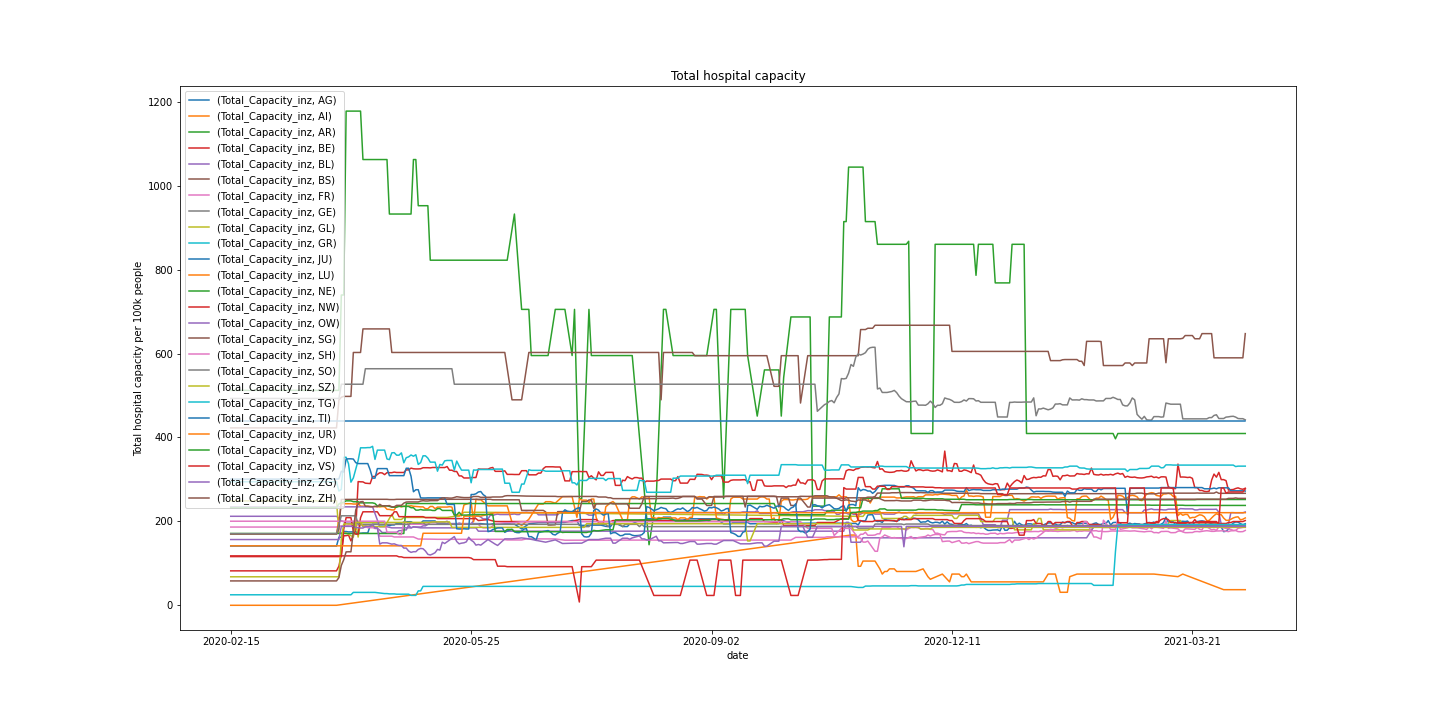 Total hospital capacity
1200
1000
800
600
400
200
0
Total hospital capacity per 100k people
(Total_Capacity_inz, AG)
(Total_Capacity_inz, AI)
(Total_Capacity_inz, AR)
(Total_Capacity_inz, BE)
(Total_Capacity_inz, BL)
(Total_Capacity_inz, BS)
(Total_Capacity_inz, FR)
(Total_Capacity_inz, GE)
(Total_Capacity_inz, GL)
(Total_Capacity_inz, GR)
(Total_Capacity_inz, JU)
(Total_Capacity_inz, LU)
(Total_Capacity_inz, NE)
(Total_Capacity_inz, NW)
(Total_Capacity_inz, OW)
(Total_Capacity_inz, SG)
(Total_Capacity_inz, SH)
(Total_Capacity_inz, SO)
(Total_Capacity_inz, SZ)
(Total_Capacity_inz, TG)
(Total_Capacity_inz, TI)
(Total_Capacity_inz, UR)
(Total_Capacity_inz, VD)
(Total_Capacity_inz, VS)
(Total_Capacity_inz, ZG)
(Total_Capacity_inz, ZH)
2020-02-15 2020-05-25 2020-09-02 2020-12-11 2021-03-21
date